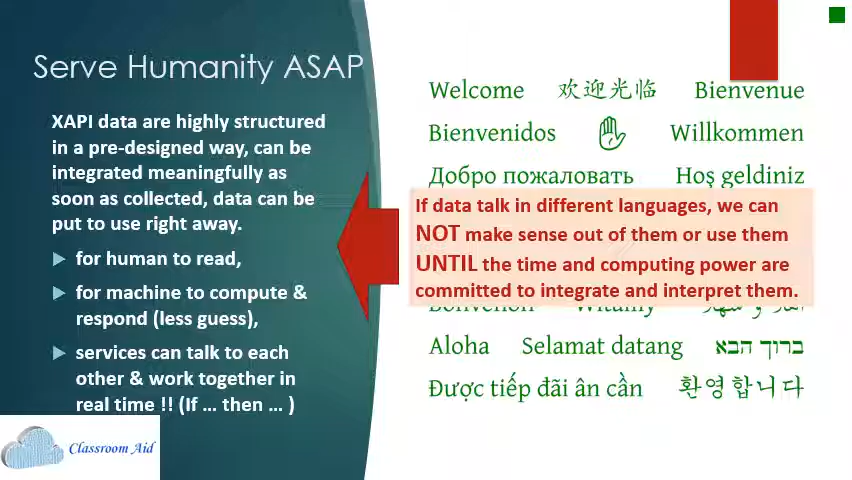 Serve Humanity ASAP
XAPI data are highly structured
in a pre-designed way, can be
integrated meaningfully as
soon as collected, data can be
put to use right away.
for human to read,
for machine to compute &
respond (less guess),
services can talk to each
other & work together in
real time !! (If ... then ... )
Classroom Aid
Welcome 欢迎光临 Bienvenue
Bienvenidos Willkommen
Добро пожаловать Hoş geldiniz
If data talk in different languages, we can
NOT make sense out of them or use them
UNTIL the time and computing power are
committed to integrate and interpret them.
Aloha Selamat datang ברוך הבא
Được tiếp đãi ân cần 환영합니다